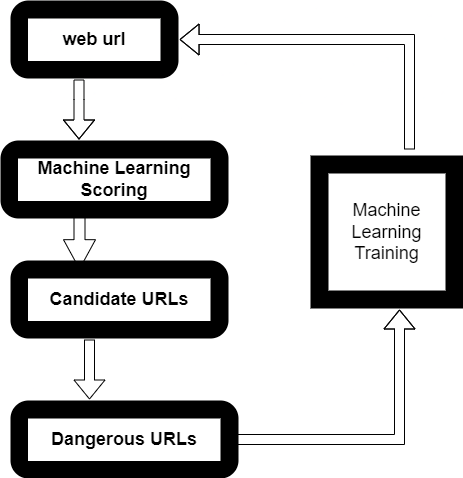 web url
Machine Learning
Scoring
Candidate URLs
Dangerous URLs
Machine
Learning
Training